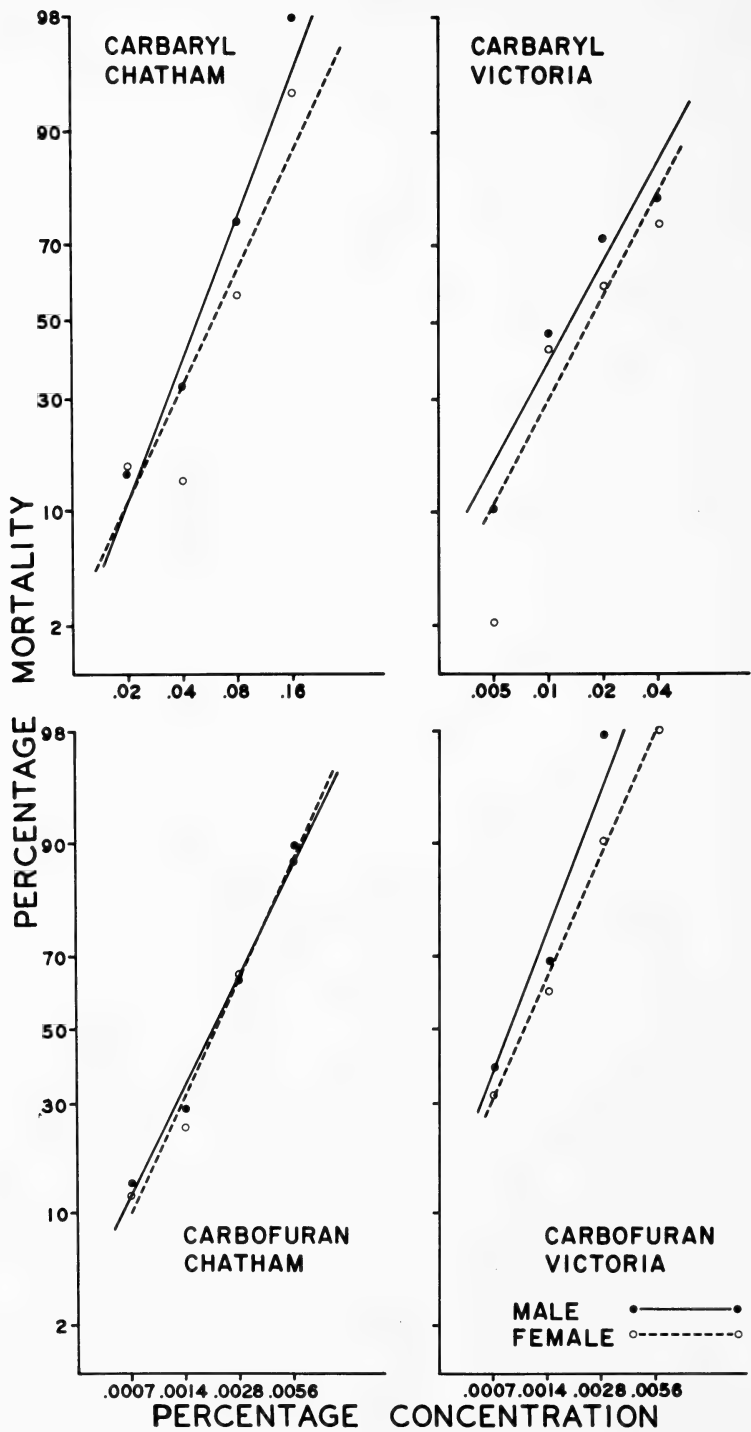 98
90
70
50
30
10
2
CARBARYL
CHATHAM
.02 .04 .08 .16
CARBARYL
VICTORIA
.005 .01 .02 .04
PERCENTAGE MORTALITY
98
90
70
50
30
10
2
CARBOFURAN
CHATHAM
.0007 .0014 .0028 .0056
CARBOFURAN
VICTORIA
MALE
FEMALE
.0007 .0014 .0028 .0056
PERCENTAGE CONCENTRATION